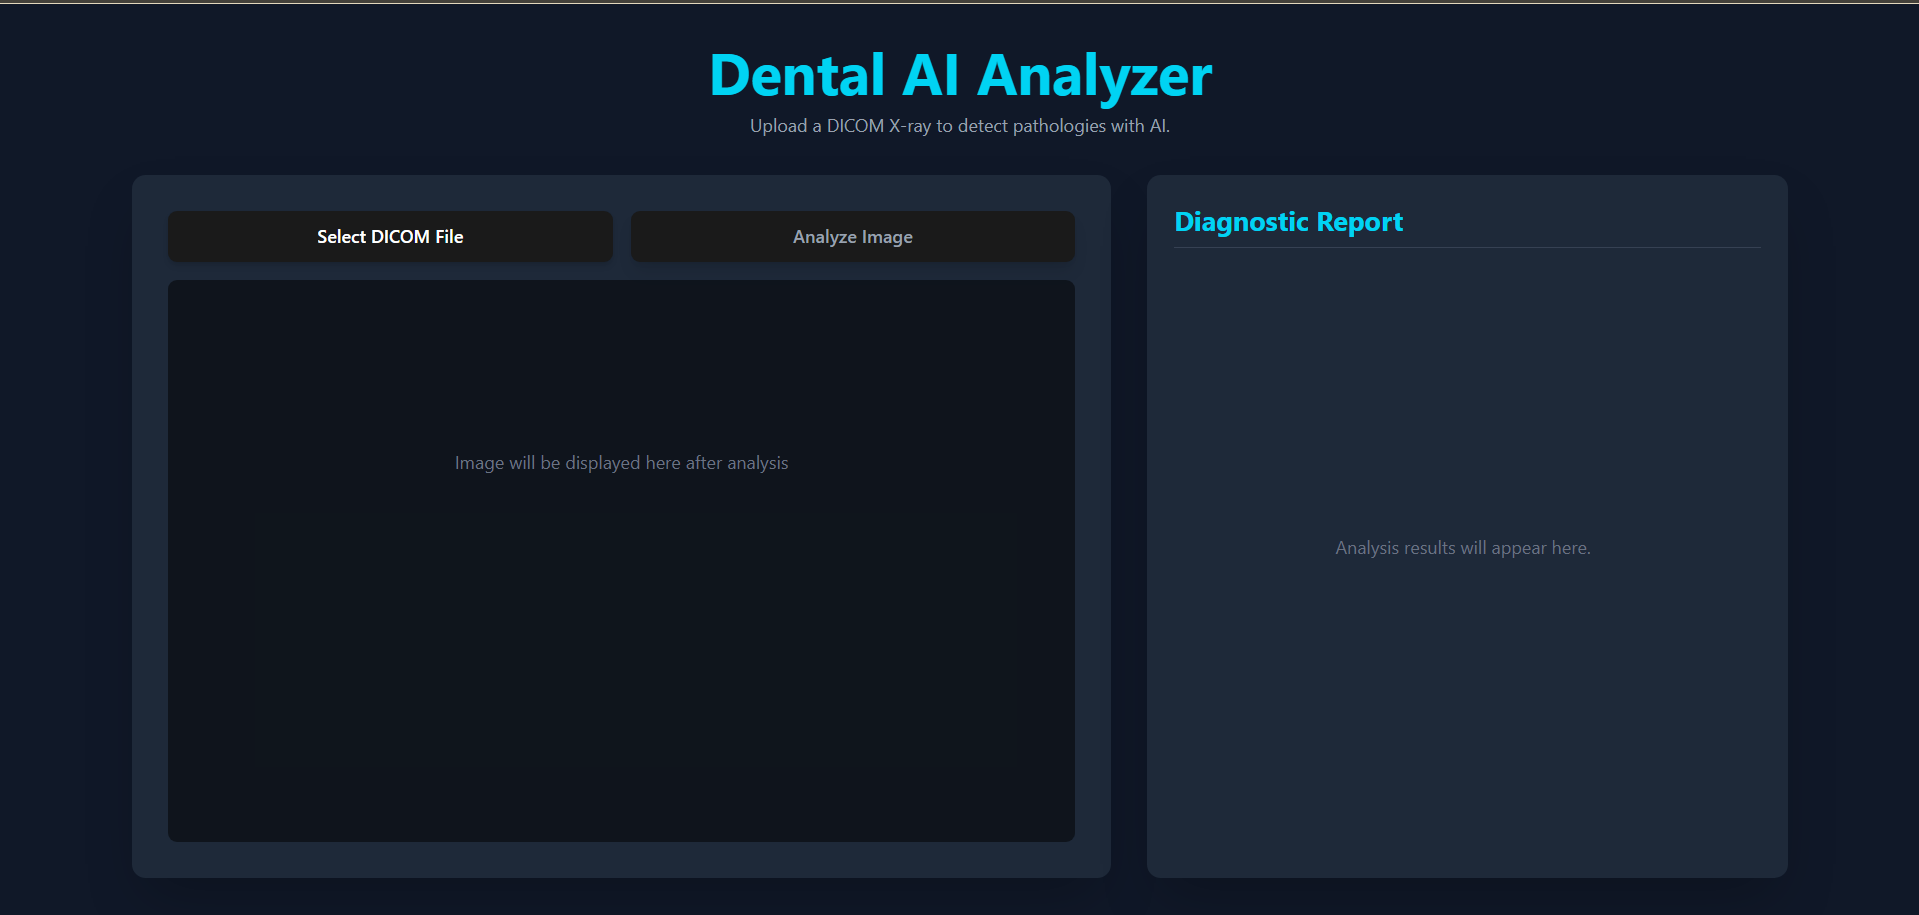 Dental AI Analyzer
Upload a DICOM X-ray to detect pathologies with AI.
Select DICOM File
Analyze Image
Image will be displayed here after analysis
Diagnostic Report
Analysis results will appear here.